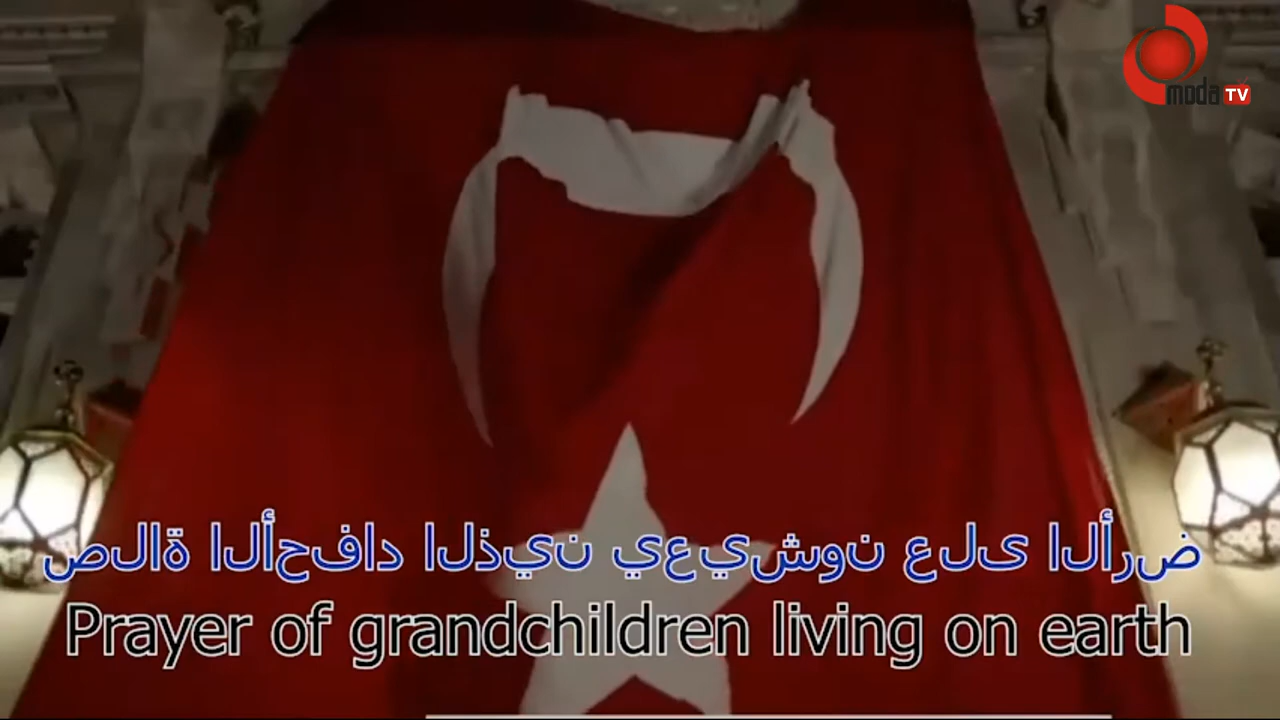 moda TV
صلاة الأحفاد الذين يعيشون على الأرض
Prayer of grandchildren living on earth